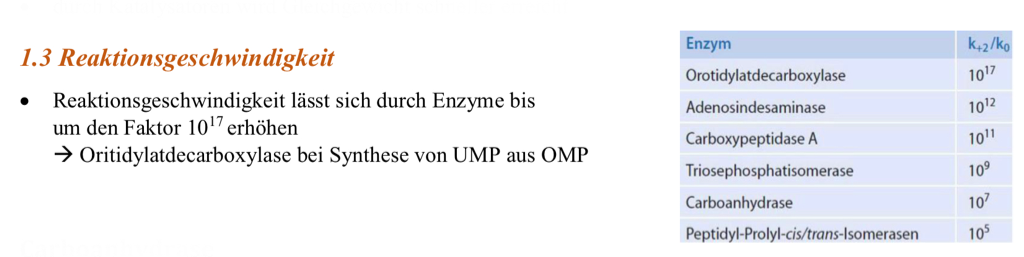 1.3 Reaktionsgeschwindigkeit
• Reaktionsgeschwindigkeit lässt sich durch Enzyme bis
um den Faktor 10¹⁷ erhöhen
→ Oritidylatdecarboxylase bei Synthese von UMP aus OMP
Enzym k₊₂/k₀
Orotidylatdecarboxylase 10¹⁷
Adenosindesaminase 10¹²
Carboxypeptidase A 10¹¹
Triosephosphatisomerase 10⁹
Carboanhydrase 10⁷
Peptidyl-Prolyl-cis/trans-Isomerasen 10⁵